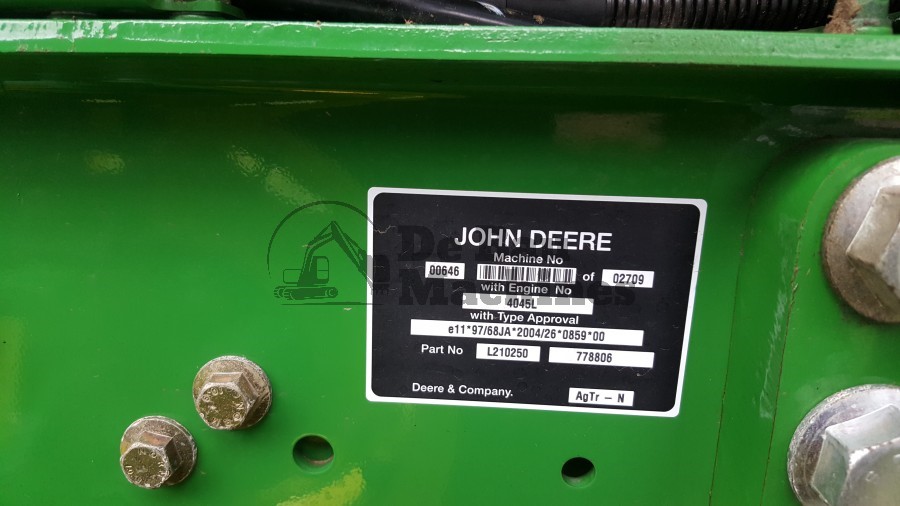 JOHN DEERE
Machine No
00646 of 02709
with Engine No
4045L
with Type Approval
e11*97/68JA*2004/26*0859*00
Part No L210250 778806
Deere & Company. AgTr - N